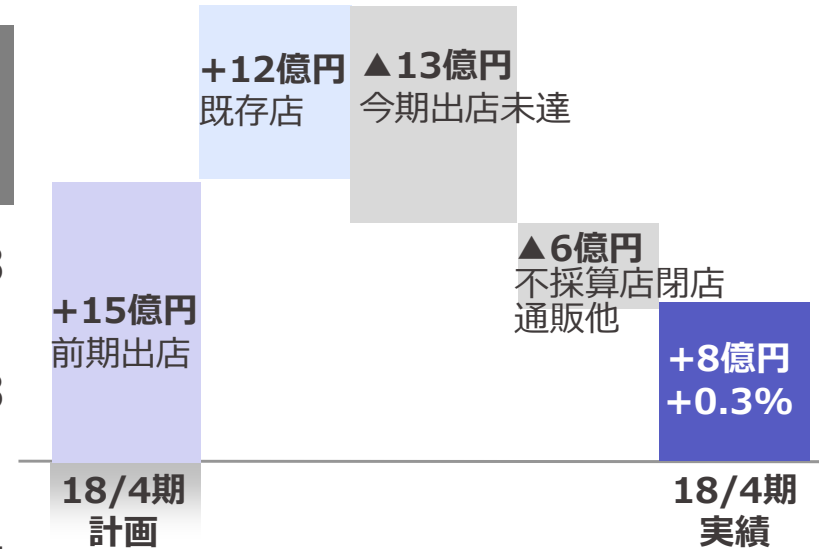 +12億円
既存店
▲13億円
今期出店未達
+15億円
前期出店
▲6億円
不採算店閉店
通販他
+8億円
+0.3%
18/4期
計画
18/4期
実績